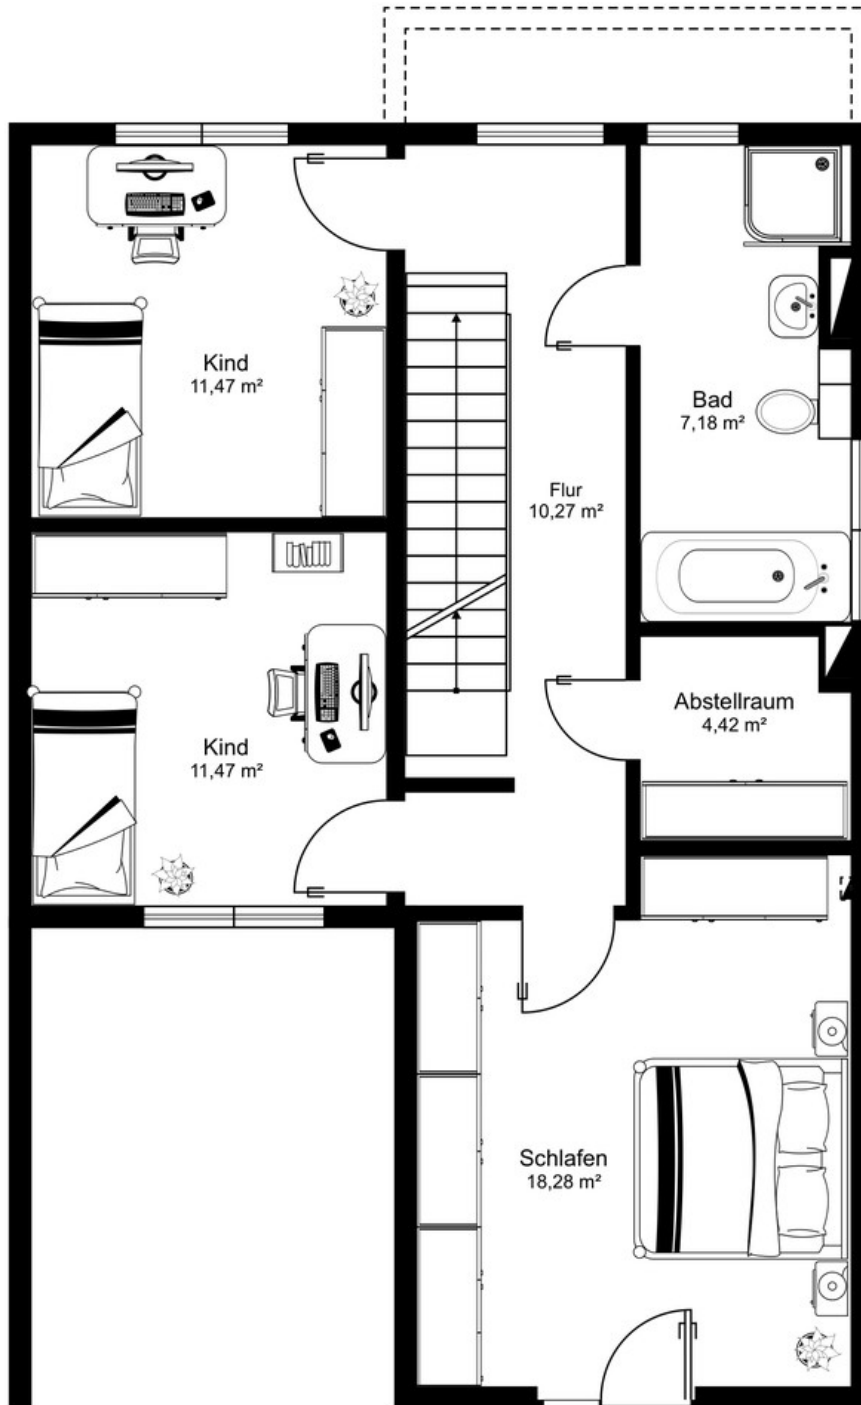 Kind
11,47 m²
Bad
7,18 m²
Flur
10,27 m²
Abstellraum
4,42 m²
Kind
11,47 m²
Schlafen
18,28 m²